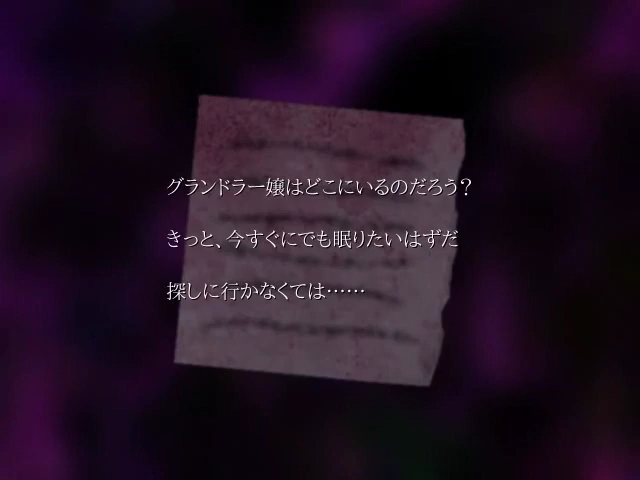 グランドラー嬢はどこにいるのだろう？
きっと、今すぐにでも眠りたいはずだ
探しに行かなくては……